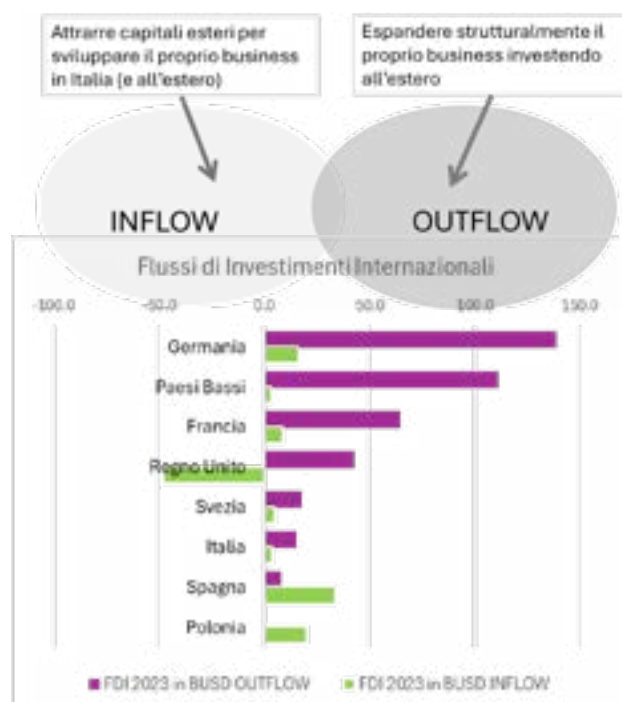 Attrarre capitali esteri per
sviluppare il proprio business
in Italia (e all'estero)
Espandere strutturalmente il
proprio business investendo
all'estero
INFLOW
OUTFLOW
Flussi di Investimenti Internazionali
-100.0 -50.0 0.0 50.0 100.0 150.0
Germania
Paesi Bassi
Francia
Regno Unito
Svezia
Italia
Spagna
Polonia
FDI 2023 in BUSD OUTFLOW FDI 2023 in BUSD INFLOW